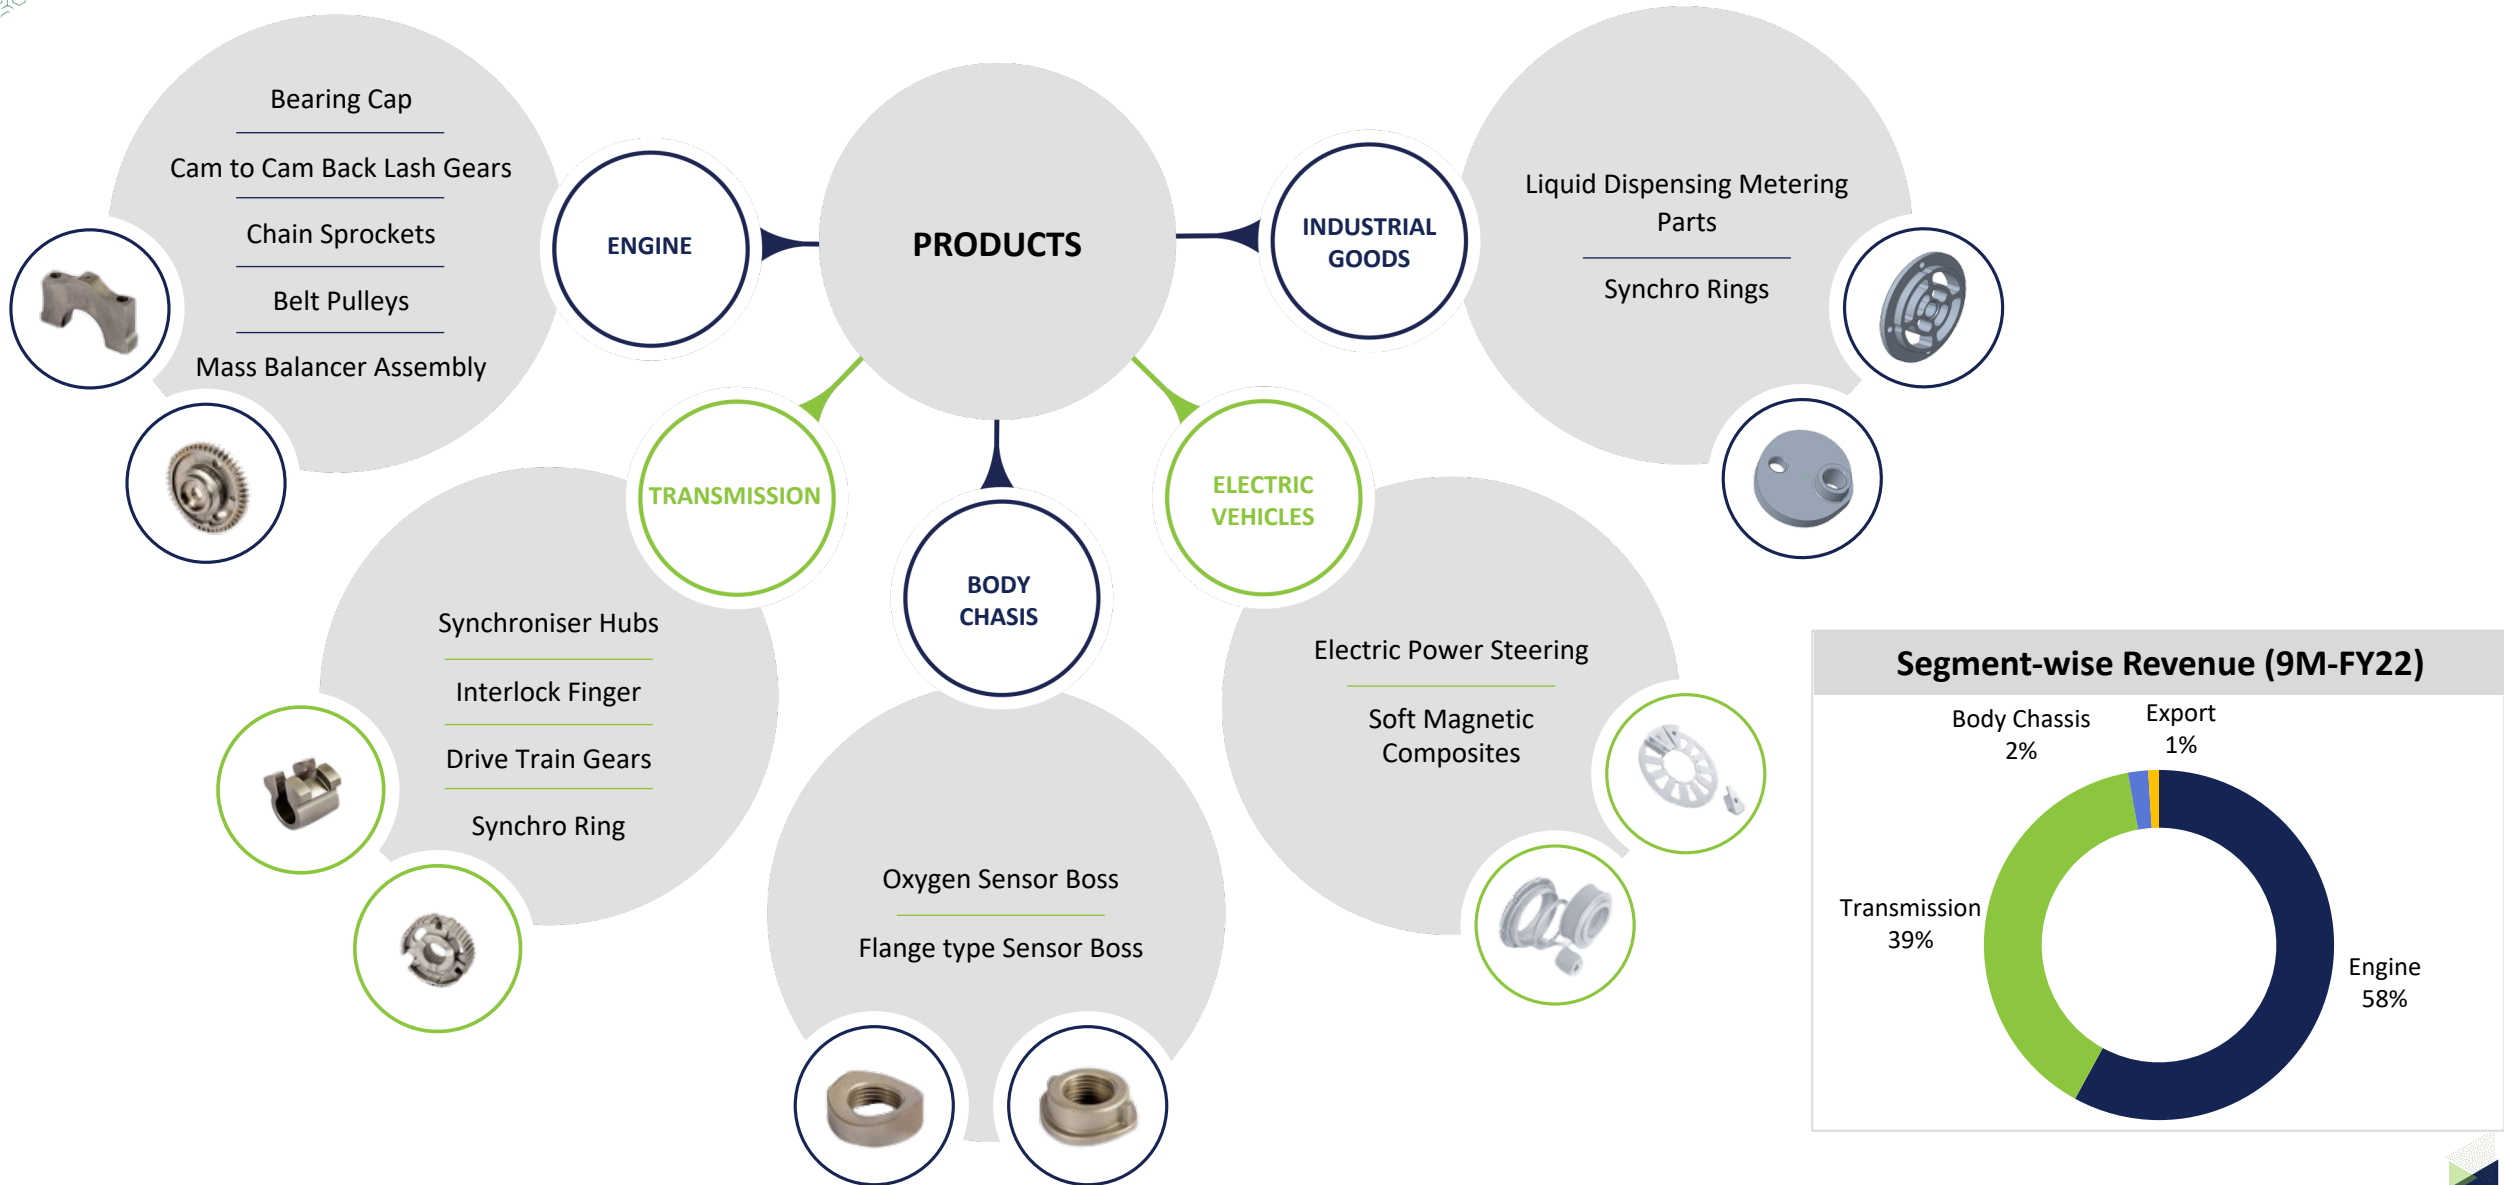 PRODUCTS
ENGINE
Bearing Cap
Cam to Cam Back Lash Gears
Chain Sprockets
Belt Pulleys
Mass Balancer Assembly
TRANSMISSION
Synchroniser Hubs
Interlock Finger
Drive Train Gears
Synchro Ring
BODY
CHASIS
Oxygen Sensor Boss
Flange type Sensor Boss
ELECTRIC
VEHICLES
Electric Power Steering
Soft Magnetic
Composites
INDUSTRIAL
GOODS
Liquid Dispensing Metering
Parts
Synchro Rings
Segment-wise Revenue (9M-FY22)
Body Chassis
2%
Export
1%
Transmission
39%
Engine
58%